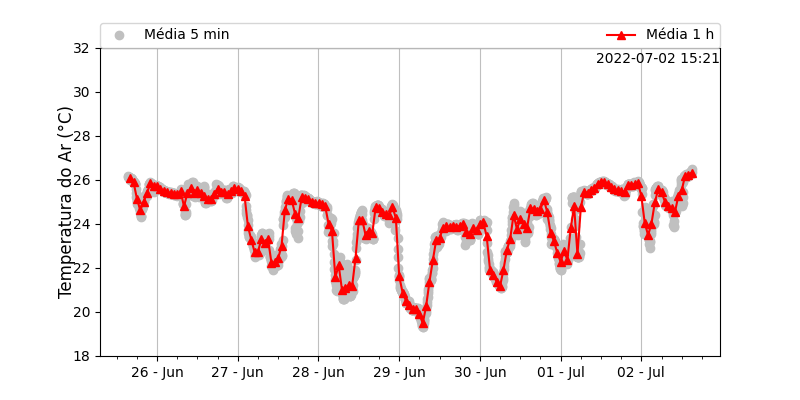 Média 5 min
Média 1 h
2022-07-02 15:21
Temperatura do Ar (°C)
32
30
28
26
24
22
20
18
26 - Jun
27 - Jun
28 - Jun
29 - Jun
30 - Jun
01 - Jul
02 - Jul